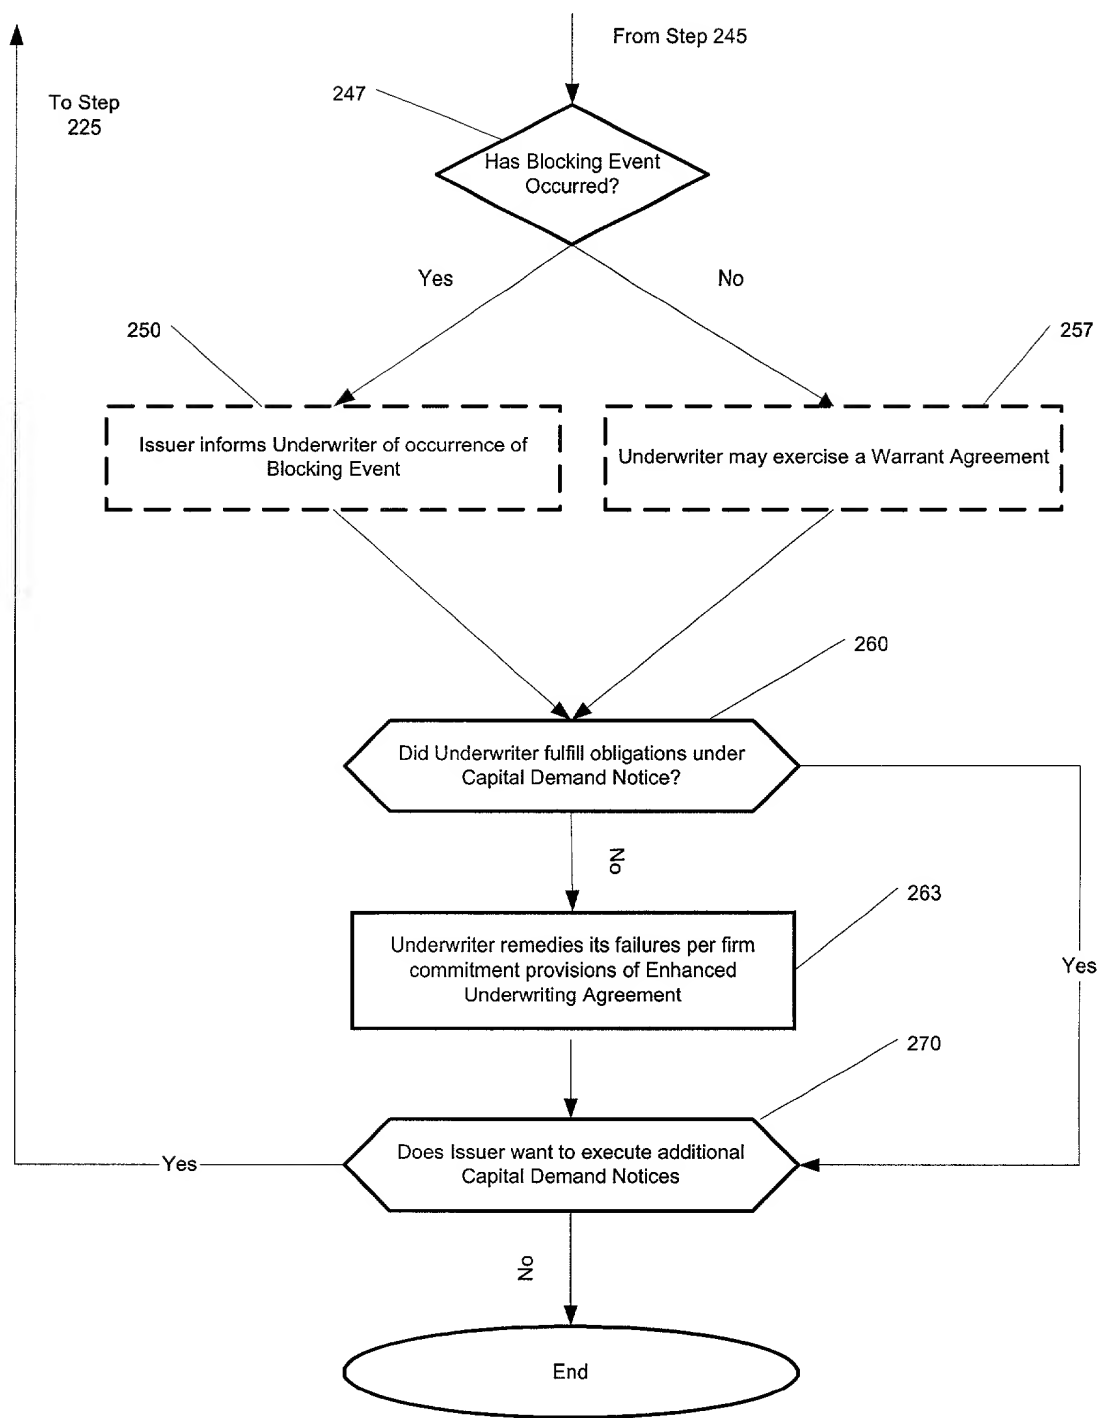 From Step 245
To Step
225
247
Has Blocking Event
Occurred?
Yes
No
250
257
Issuer informs Underwriter of occurrence of
Blocking Event
Underwriter may exercise a Warrant Agreement
260
Did Underwriter fulfill obligations under
Capital Demand Notice?
No
263
Underwriter remedies its failures per firm
commitment provisions of Enhanced
Underwriting Agreement
Yes
270
Does Issuer want to execute additional
Capital Demand Notices
Yes
No
End